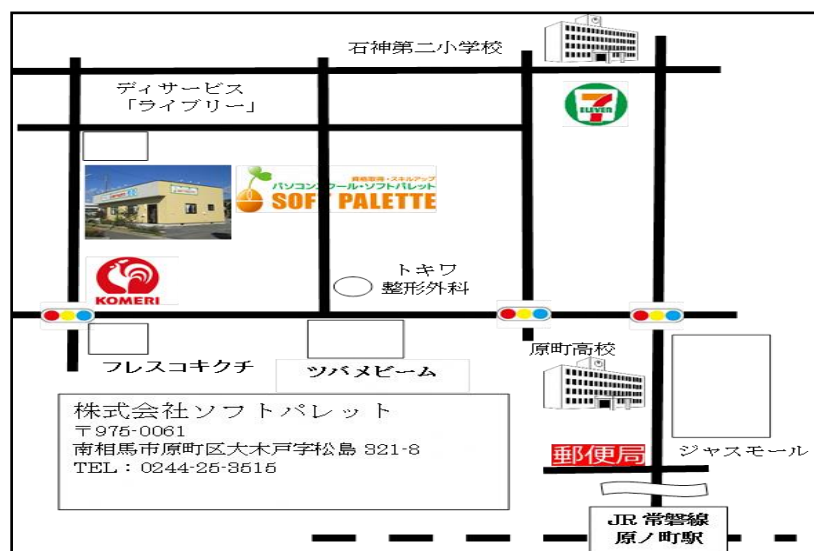 石神第二小学校
ディサービス
「ライブリー」
7
ELEVEN
資格取得・スキルアップ
パソコンスクール・ソフトパレット
SOFT PALETTE
KOMERI
トキワ
整形外科
フレスコキクチ
ツバメビーム
原町高校
株式会社ソフトパレット
〒975-0061
南相馬市原町区大木戸字松島 321-8
TEL：0244-25-3515
郵便局
ジャスモール
JR 常磐線
原ノ町駅